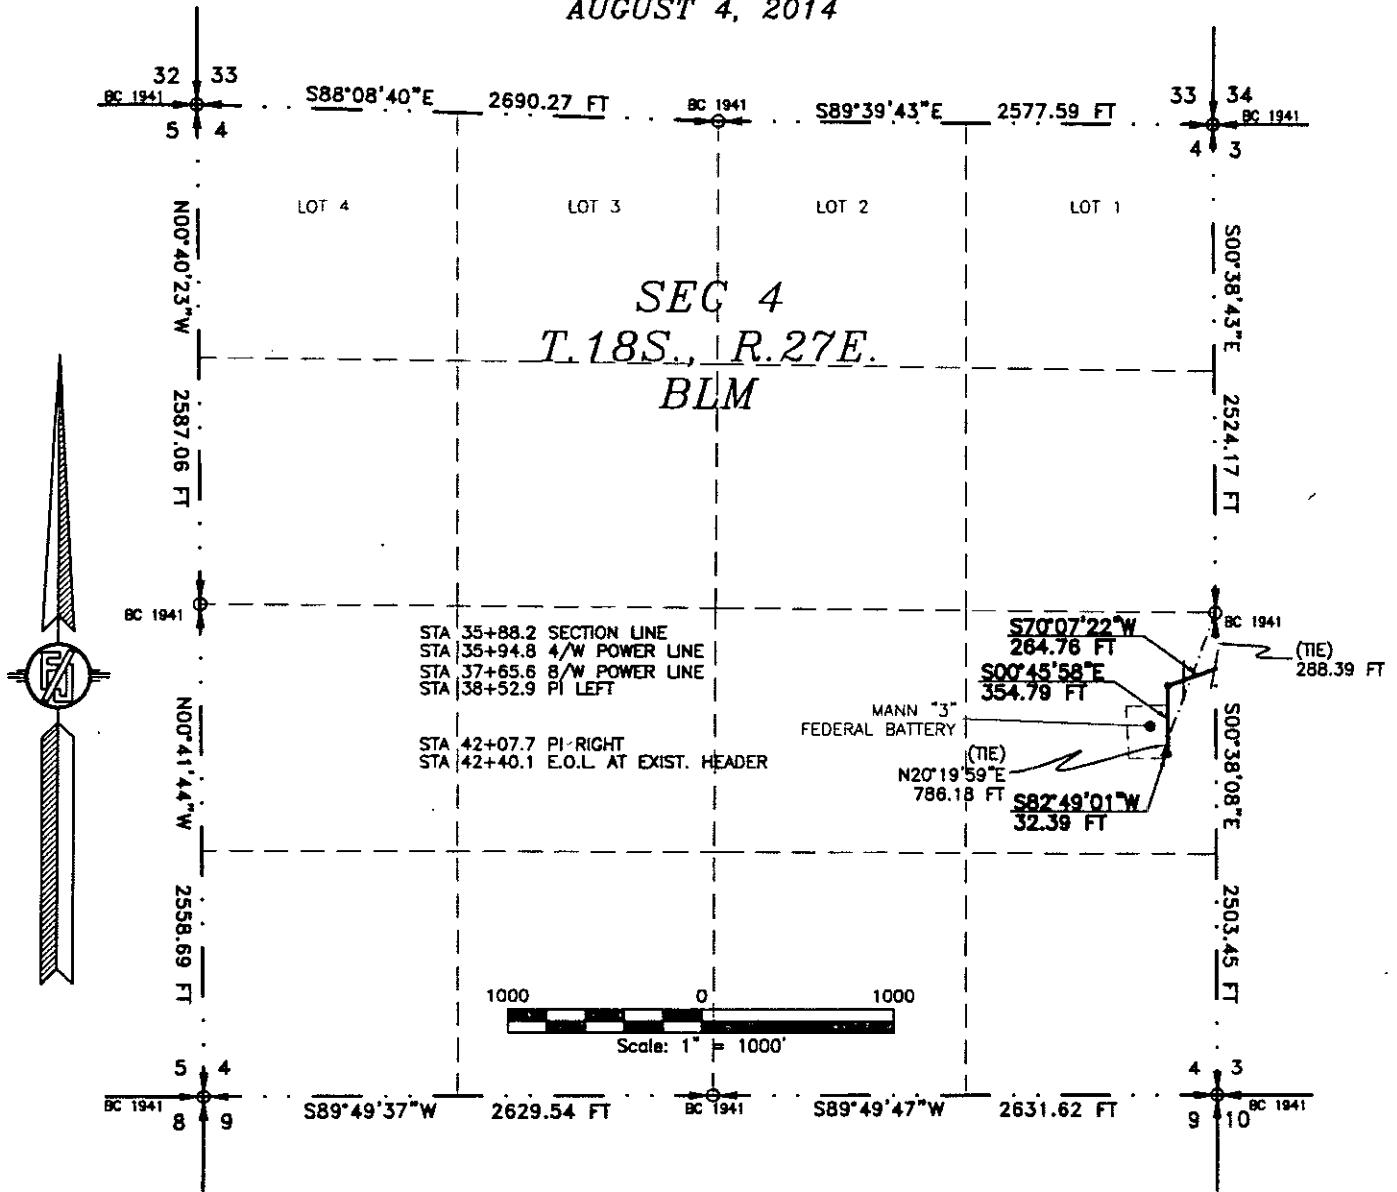 AUGUST 4, 2014
32 33
BC 1941
5 4
S88°08'40"E 2690.27 FT
BC 1941
S89°39'43"E 2577.59 FT
33 34
BC 1941
4 3
LOT 4
LOT 3
LOT 2
LOT 1
N00°40'23"W 2587.06 FT
S00°38'43"E 2524.17 FT
SEC 4
T.18S., R.27E.
BLM
BC 1941
BC 1941
STA 35+88.2 SECTION LINE
STA 35+94.8 4/W POWER LINE
STA 37+65.6 8/W POWER LINE
STA 38+52.9 PI LEFT
STA 42+07.7 PI RIGHT
STA 42+40.1 E.O.L. AT EXIST. HEADER
S70°07'22"W
264.76 FT
S00°45'58"E
354.79 FT
(TIE)
288.39 FT
MANN "3"
FEDERAL BATTERY
(TIE)
N20°19'59"E
786.18 FT
S82°49'01"W
32.39 FT
N00°41'44"W 2558.69 FT
S00°38'08"E 2503.45 FT
1000 0 1000
Scale: 1" = 1000'
5 4
BC 1941
8 9
S89°49'37"W 2629.54 FT
BC 1941
S89°49'47"W 2631.62 FT
4 3
BC 1941
9 10